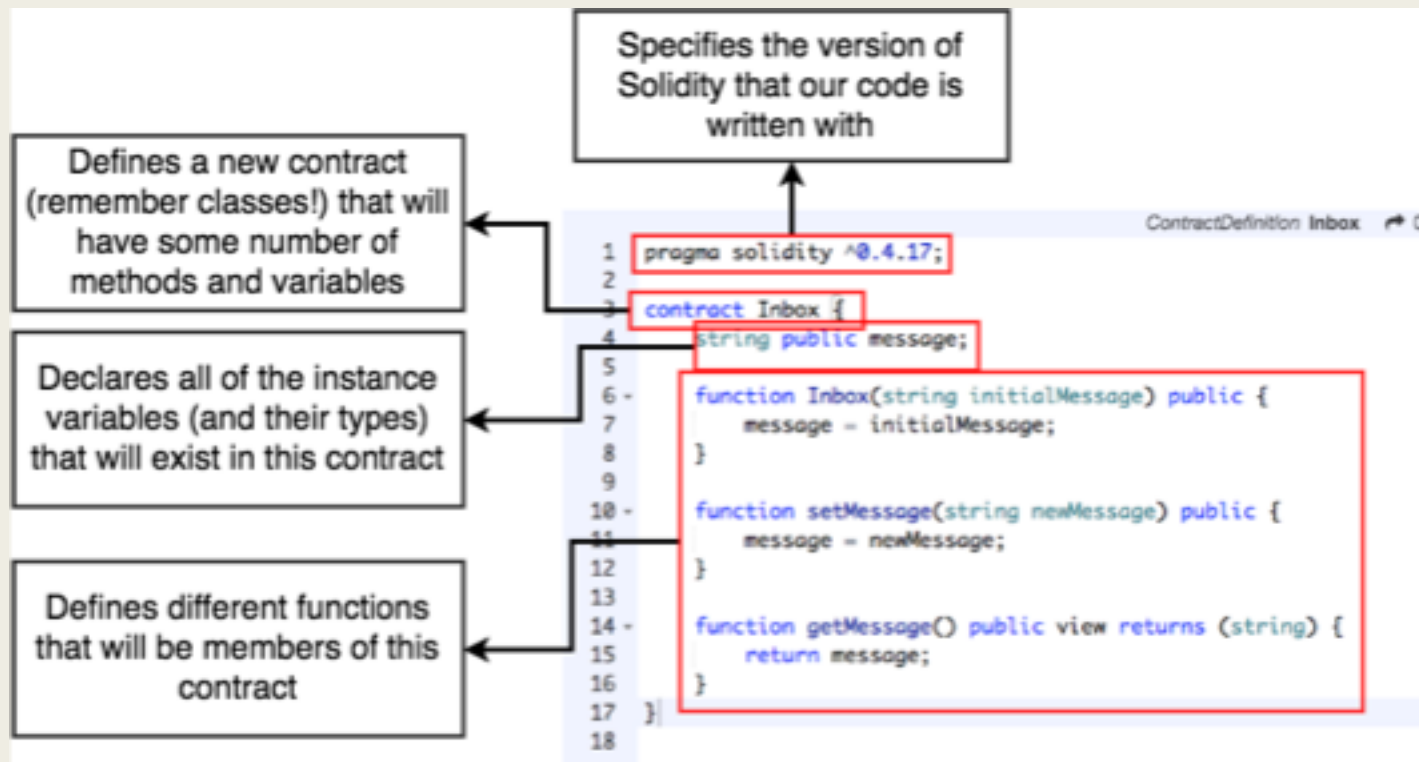 Specifies the version of
Solidity that our code is
written with
Defines a new contract
(remember classes!) that will
have some number of
methods and variables
Declares all of the instance
variables (and their types)
that will exist in this contract
Defines different functions
that will be members of this
contract
ContractDefinition Inbox
1 pragma solidity ^0.4.17;
2
3 contract Inbox {
4 string public message;
5
6 - function Inbox(string initialMessage) public {
7 message = initialMessage;
8 }
9
10 - function setMessage(string newMessage) public {
11 message = newMessage;
12 }
13
14 - function getMessage() public view returns (string) {
15 return message;
16 }
17 }
18